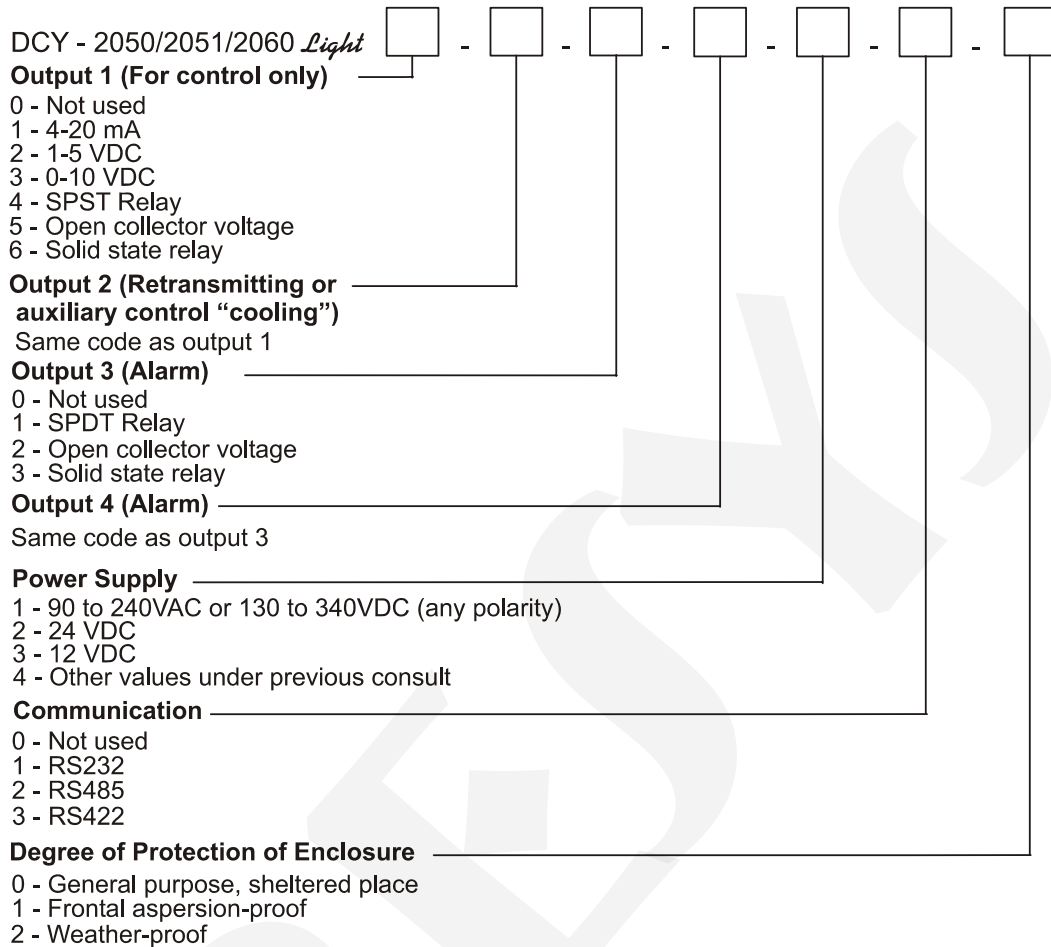 DCY - 2050/2051/2060 Light - - - - - -
Output 1 (For control only)
0 - Not used
1 - 4-20 mA
2 - 1-5 VDC
3 - 0-10 VDC
4 - SPST Relay
5 - Open collector voltage
6 - Solid state relay
Output 2 (Retransmitting or
auxiliary control “cooling”)
Same code as output 1
Output 3 (Alarm)
0 - Not used
1 - SPDT Relay
2 - Open collector voltage
3 - Solid state relay
Output 4 (Alarm)
Same code as output 3
Power Supply
1 - 90 to 240VAC or 130 to 340VDC (any polarity)
2 - 24 VDC
3 - 12 VDC
4 - Other values under previous consult
Communication
0 - Not used
1 - RS232
2 - RS485
3 - RS422
Degree of Protection of Enclosure
0 - General purpose, sheltered place
1 - Frontal aspersion-proof
2 - Weather-proof